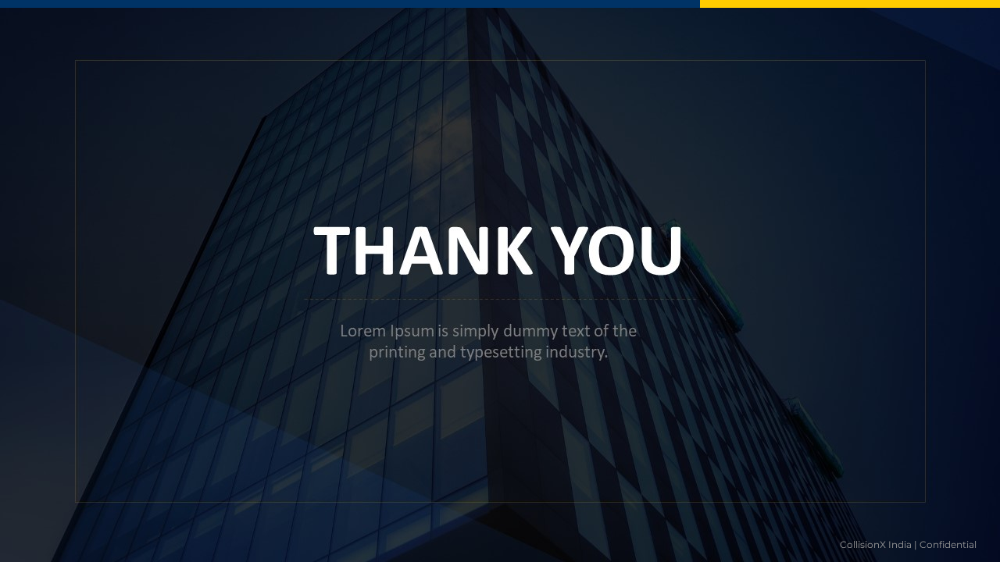 THANK YOU
Lorem Ipsum is simply dummy text of the
printing and typesetting industry.
CollisionX India | Confidential